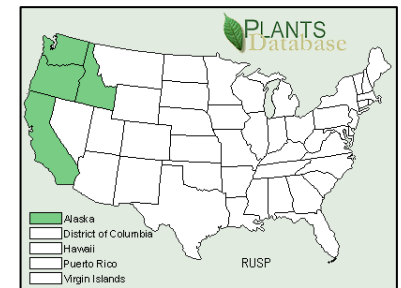 PLANTS
Database
Alaska
District of Columbia
Hawaii
Puerto Rico
Virgin Islands
RUSP